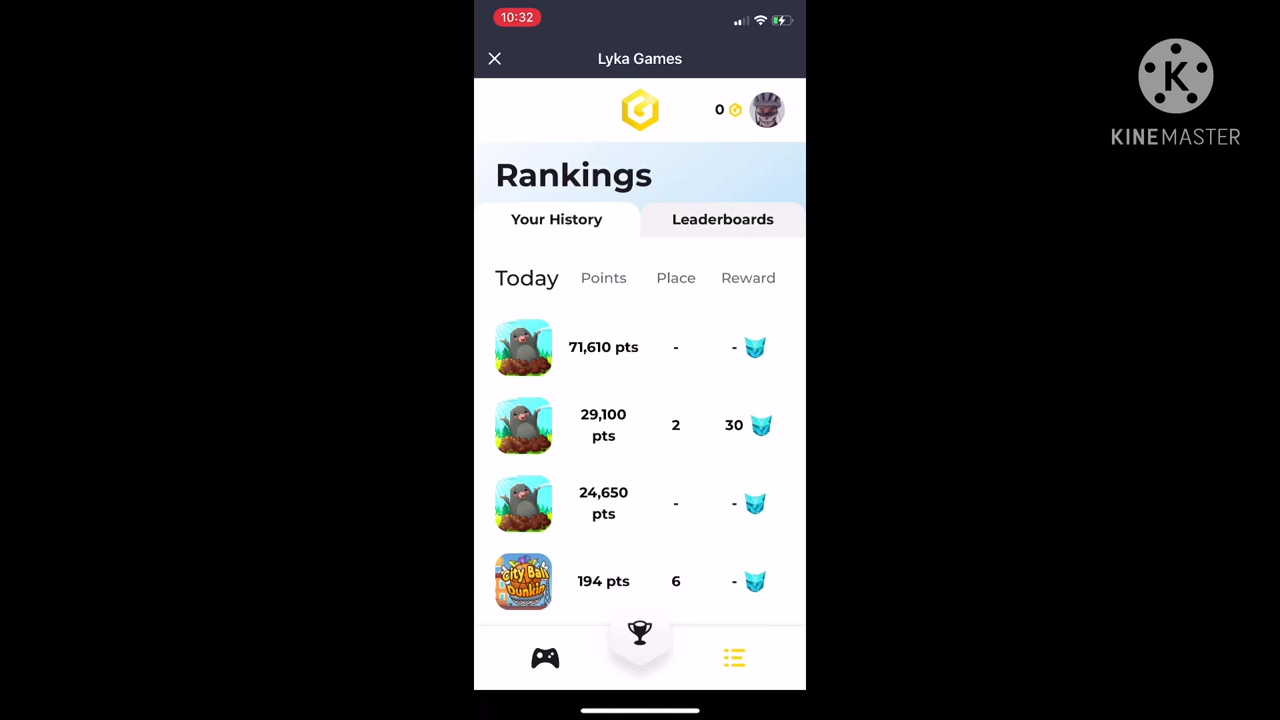 10:32
Lyka Games
0
Rankings
Your History Leaderboards
Today Points Place Reward
71,610 pts - -
29,100 pts 2 30
24,650 pts - -
City Ball Dunkin 194 pts 6 -
K
KINEMASTER